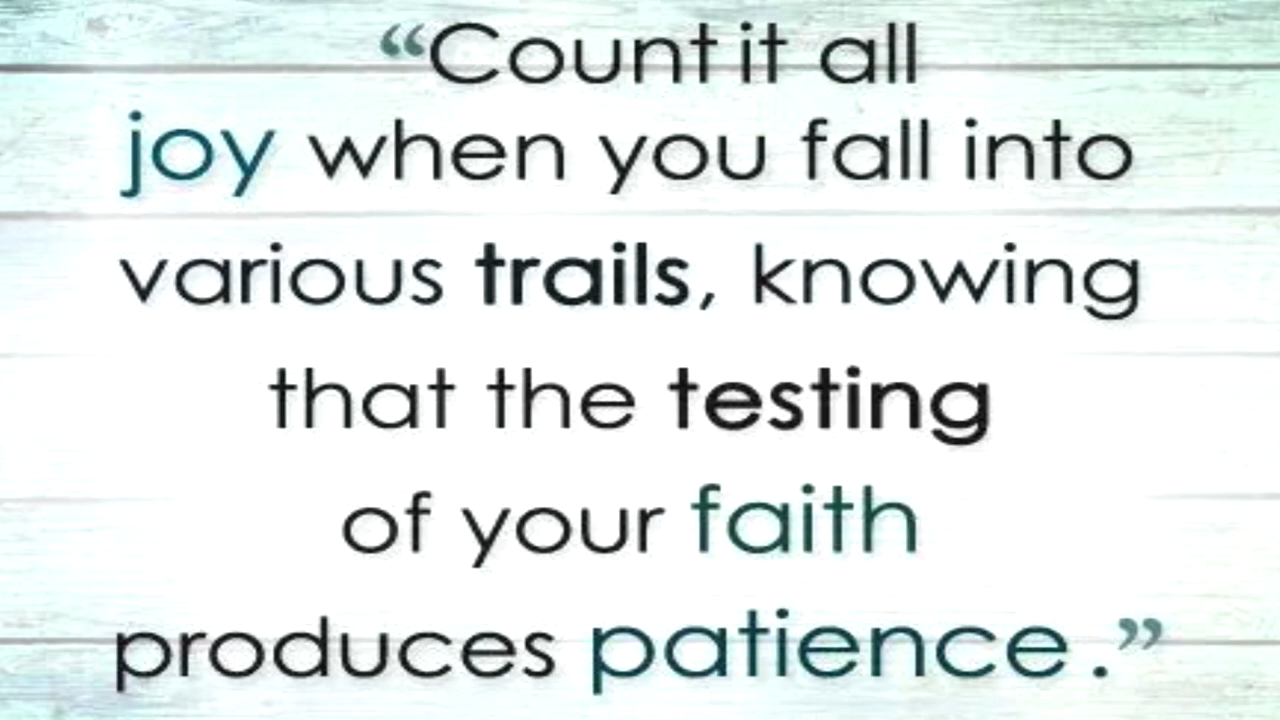 “Count it all
joy when you fall into
various trails, knowing
that the testing
of your faith
produces patience .”